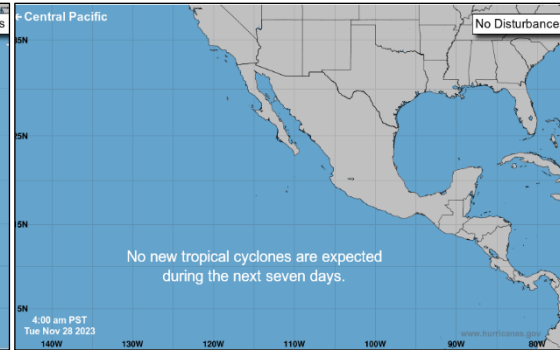 s
← Central Pacific
No Disturbance
35N
25N
15N
5N
No new tropical cyclones are expected
during the next seven days.
4:00 am PST
Tue Nov 28 2023
www.hurricanes.gov
140W 130W 120W 110W 100W 90W 80W